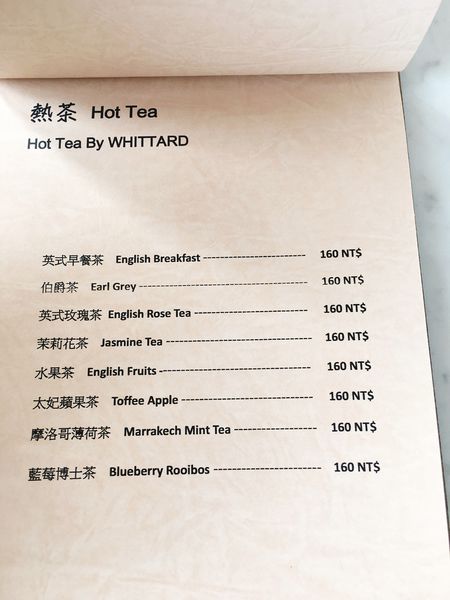 熱茶 Hot Tea
Hot Tea By WHITTARD
英式早餐茶 English Breakfast -------------------------- 160 NT$
伯爵茶 Earl Grey ------------------------------------------- 160 NT$
英式玫瑰茶 English Rose Tea ----------------------------- 160 NT$
茉莉花茶 Jasmine Tea ------------------------------------- 160 NT$
水果茶 English Fruits --------------------------------------- 160 NT$
太妃蘋果茶 Toffee Apple --------------------------------- 160 NT$
摩洛哥薄荷茶 Marrakech Mint Tea --------------------- 160 NT$
藍莓博士茶 Blueberry Rooibos --------------------------- 160 NT$